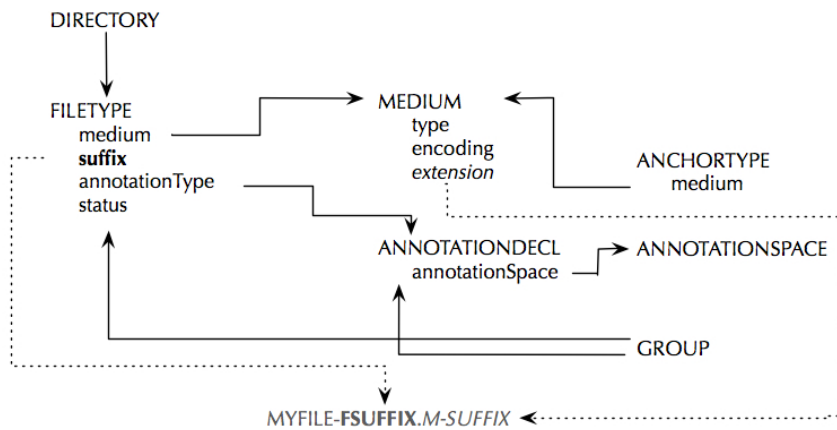 DIRECTORY
FILETYPE
medium
suffix
annotationType
status
MEDIUM
type
encoding
extension
ANCHORTYPE
medium
ANNOTATIONDECL
annotationSpace
ANNOTATIONSPACE
GROUP
MYFILE-FSUFFIX.M-SUFFIX